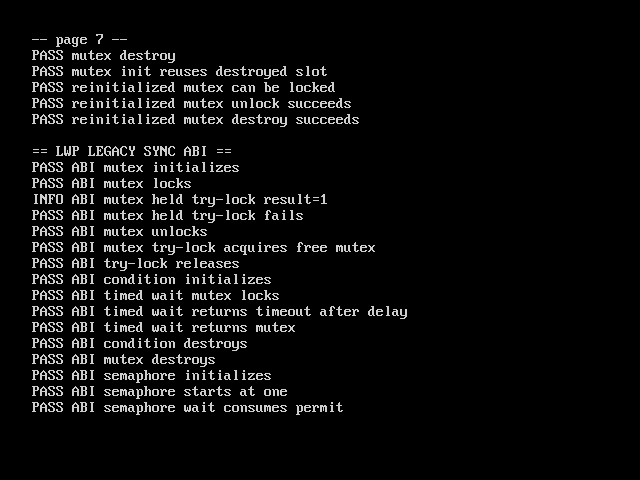 -- page 7 --
PASS mutex destroy
PASS mutex init reuses destroyed slot
PASS reinitialized mutex can be locked
PASS reinitialized mutex unlock succeeds
PASS reinitialized mutex destroy succeeds
== LWP LEGACY SYNC ABI ==
PASS ABI mutex initializes
PASS ABI mutex locks
INFO ABI mutex held try-lock result=1
PASS ABI mutex held try-lock fails
PASS ABI mutex unlocks
PASS ABI mutex try-lock acquires free mutex
PASS ABI try-lock releases
PASS ABI condition initializes
PASS ABI timed wait mutex locks
PASS ABI timed wait returns timeout after delay
PASS ABI timed wait returns mutex
PASS ABI condition destroys
PASS ABI mutex destroys
PASS ABI semaphore initializes
PASS ABI semaphore starts at one
PASS ABI semaphore wait consumes permit